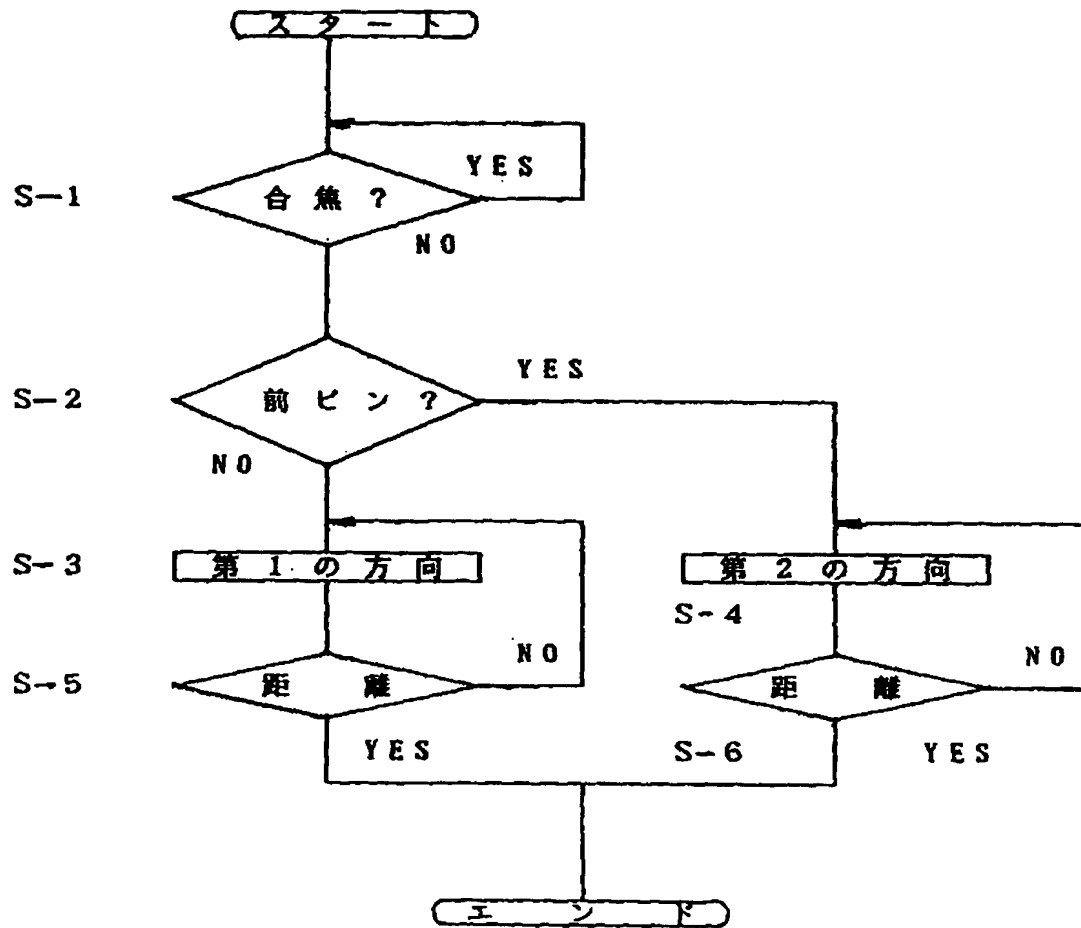 スタート
YES
S-1 合焦?
NO
YES
S-2 前ピン?
NO
S-3 第1の方向 第2の方向
S-4
NO NO
S-5 距離 距離
YES S-6 YES
エンド